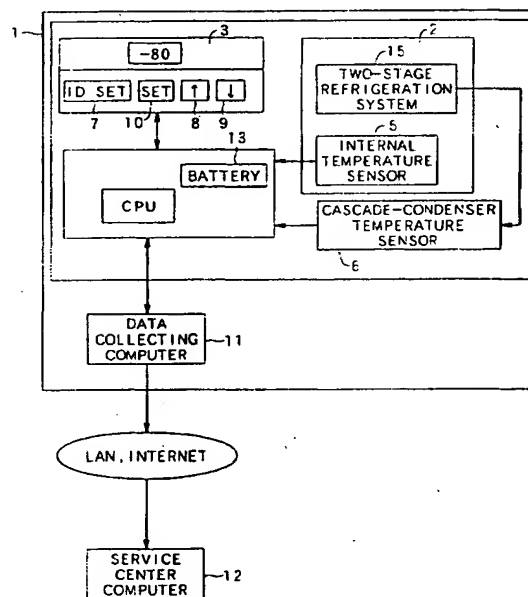 1
3
2
-80
15
ID SET
SET
↑
↓
TWO-STAGE
REFRIGERATION
SYSTEM
7
10
8
9
13
5
BATTERY
INTERNAL
TEMPERATURE
SENSOR
CPU
CASCADE-CONDENSER
TEMPERATURE
SENSOR
6
DATA
COLLECTING
COMPUTER
11
LAN, INTERNET
SERVICE
CENTER
COMPUTER
12